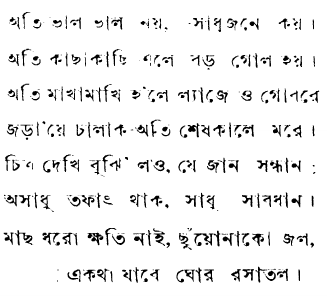 অতি ভাল ভাল নয়, সাধুজনে কয়।
অতি কাছাকাছি এলে বড় গোল হয়।
অতি মাখামাখি হ'লে ল্যাজে ও গোবরে
জড়া'য়ে চালাক-অতি শেষকালে মরে।
চিত্র দেখি বুঝি' লও, যে জান সন্ধান;
অসাধু তফাৎ থাক, সাধু সাবধান।
মাছ ধরো ক্ষতি নাই, ছুঁয়োনাকো জল,
একথা যাবে ঘোর রসাতল।